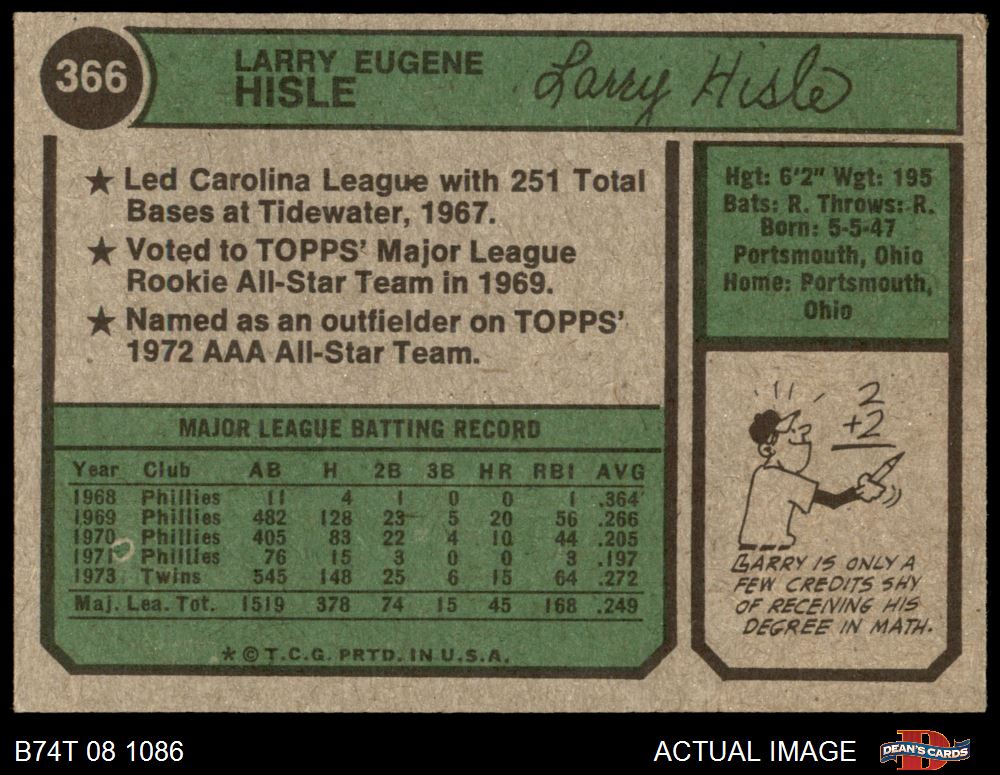 366
LARRY EUGENE
HISLE
Larry Hisle
★ Led Carolina League with 251 Total
Bases at Tidewater, 1967.
★ Voted to TOPPS' Major League
Rookie All-Star Team in 1969.
★ Named as an outfielder on TOPPS'
1972 AAA All-Star Team.
Hgt: 6'2" Wgt: 195
Bats: R. Throws: R.
Born: 5-5-47
Portsmouth, Ohio
Home: Portsmouth,
Ohio
MAJOR LEAGUE BATTING RECORD
Year Club AB H 2B 3B HR RBI AVG
1968 Phillies 11 4 1 0 0 1 .364
1969 Phillies 482 128 23 5 20 56 .266
1970 Phillies 405 83 22 4 10 44 .205
1971 Phillies 76 15 3 0 0 3 .197
1973 Twins 545 148 25 6 15 64 .272
Maj. Lea. Tot. 1519 378 74 15 45 168 .249
* © T.C.G. PRTD. IN U.S.A.
2
+2
LARRY IS ONLY A
FEW CREDITS SHY
OF RECEIVING HIS
DEGREE IN MATH.
B74T 08 1086
ACTUAL IMAGE
DEAN'S CARDS